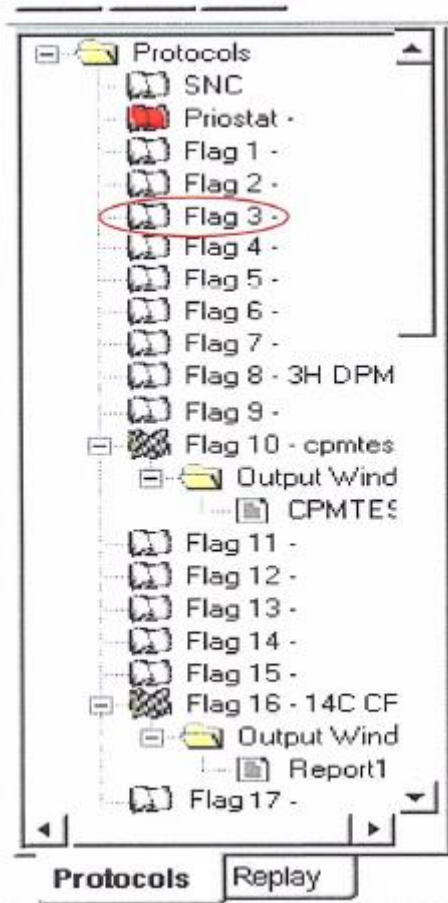 Protocols
SNC
Priostat -
Flag 1 -
Flag 2 -
Flag 3 -
Flag 4 -
Flag 5 -
Flag 6 -
Flag 7 -
Flag 8 - 3H DPM
Flag 9 -
Flag 10 - cpmtes
Output Wind
CPMTES
Flag 11 -
Flag 12 -
Flag 13 -
Flag 14 -
Flag 15 -
Flag 16 - 14C CF
Output Wind
Report1
Flag 17 -
Protocols Replay